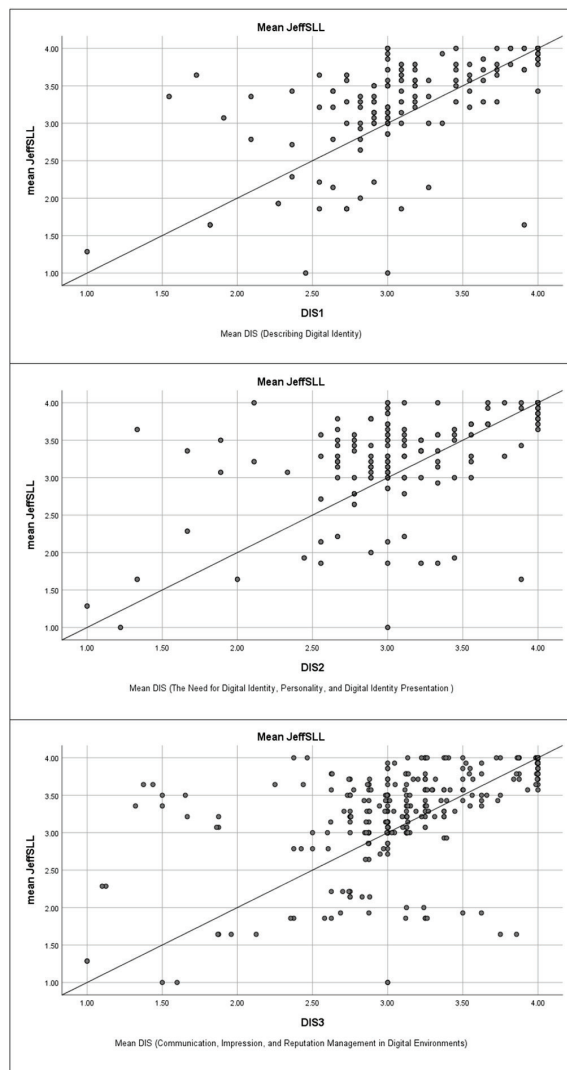 Mean JeffSLL
4.00
3.50
3.00
2.50
2.00
1.50
1.00
mean JeffSLL
1.00 1.50 2.00 2.50 3.00 3.50 4.00
DIS1
Mean DIS (Describing Digital Identity)
Mean JeffSLL
4.00
3.50
3.00
2.50
2.00
1.50
1.00
mean JeffSLL
1.00 1.50 2.00 2.50 3.00 3.50 4.00
DIS2
Mean DIS (The Need for Digital Identity, Personality, and Digital Identity Presentation )
Mean JeffSLL
4.00
3.50
3.00
2.50
2.00
1.50
1.00
mean JeffSLL
1.00 1.50 2.00 2.50 3.00 3.50 4.00
DIS3
Mean DIS (Communication, Impression, and Reputation Management in Digital Environments)